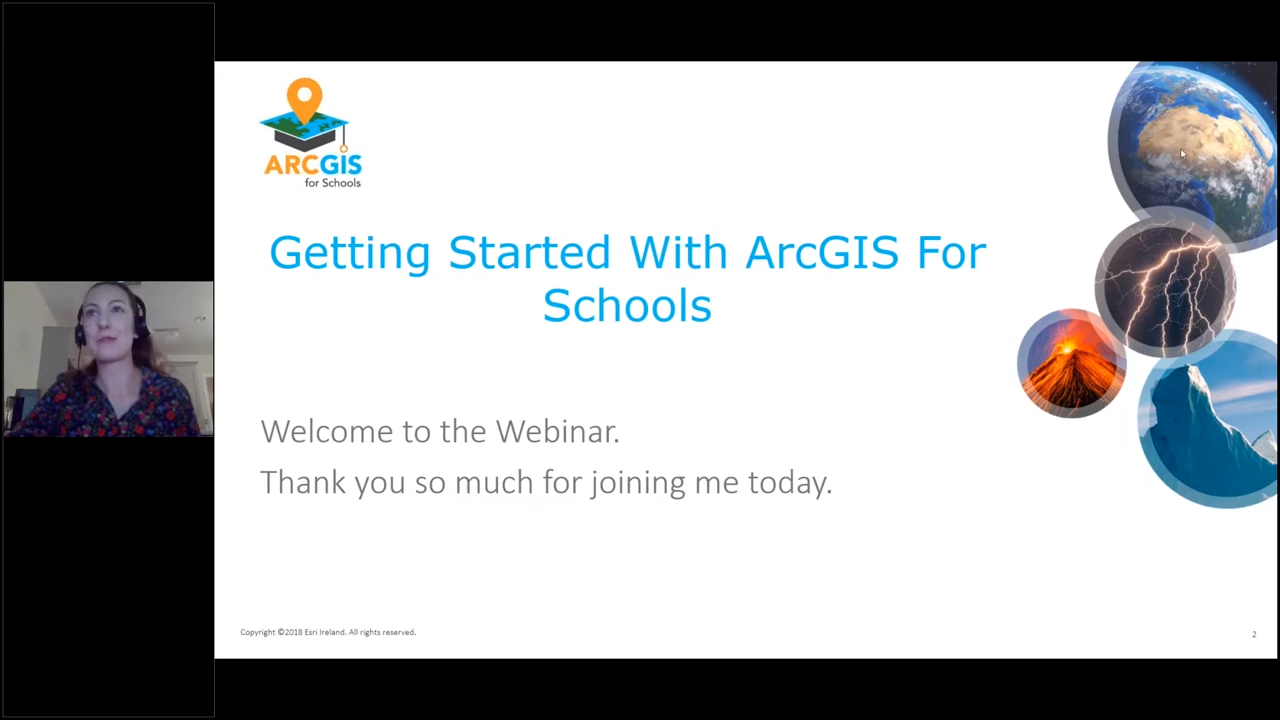 ARCGIS
for Schools
Getting Started With ArcGIS For
Schools
Welcome to the Webinar.
Thank you so much for joining me today.
Copyright ©2018 Esri Ireland. All rights reserved.
2